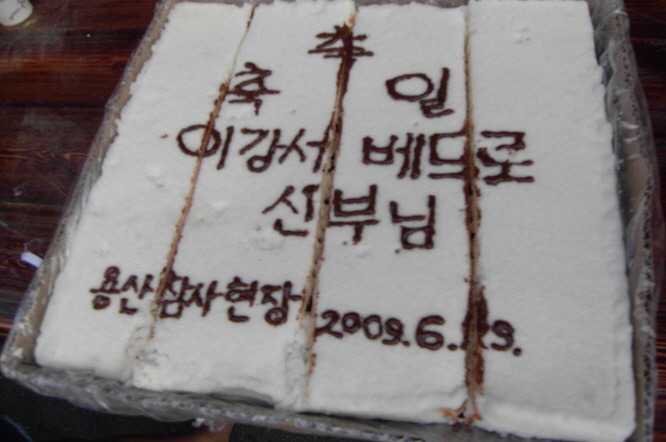 축
축 일
이강서 베드로
신부님
용산참사현장 2009. 6. 29.